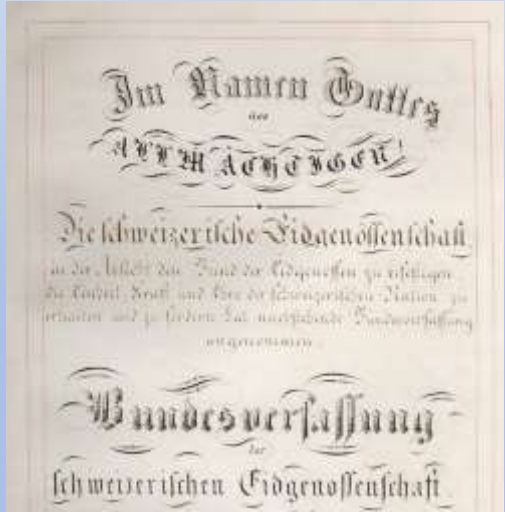 Im Namen Gottes
des
ALLMÄCHTIGEN!
Die schweizerische Eidgenossenschaft
in der Absicht den Bund der Eidgenossen zu befestigen
die Einheit Kraft und Ehre der schweizerischen Nation zu
erhalten und zu fördern hat nachstehende Bundesverfassung
angenommen
Bundesverfassung
der
schweizerischen Eidgenossenschaft